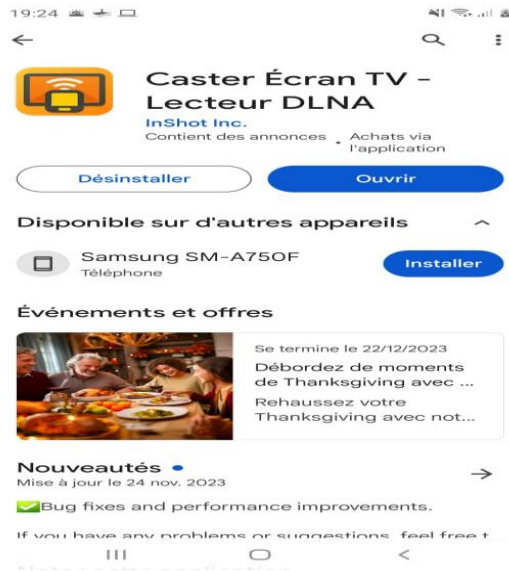 19:24
Caster Écran TV -
Lecteur DLNA
InShot Inc.
Contient des annonces · Achats via
l'application
Désinstaller
Ouvrir
Disponible sur d'autres appareils
Samsung SM-A750F
Téléphone
Installer
Événements et offres
Se termine le 22/12/2023
Débordez de moments
de Thanksgiving avec ...
Rehaussez votre
Thanksgiving avec not...
Nouveautés
Mise à jour le 24 nov. 2023
✅Bug fixes and performance improvements.
If you have any problems or suggestions, feel free t